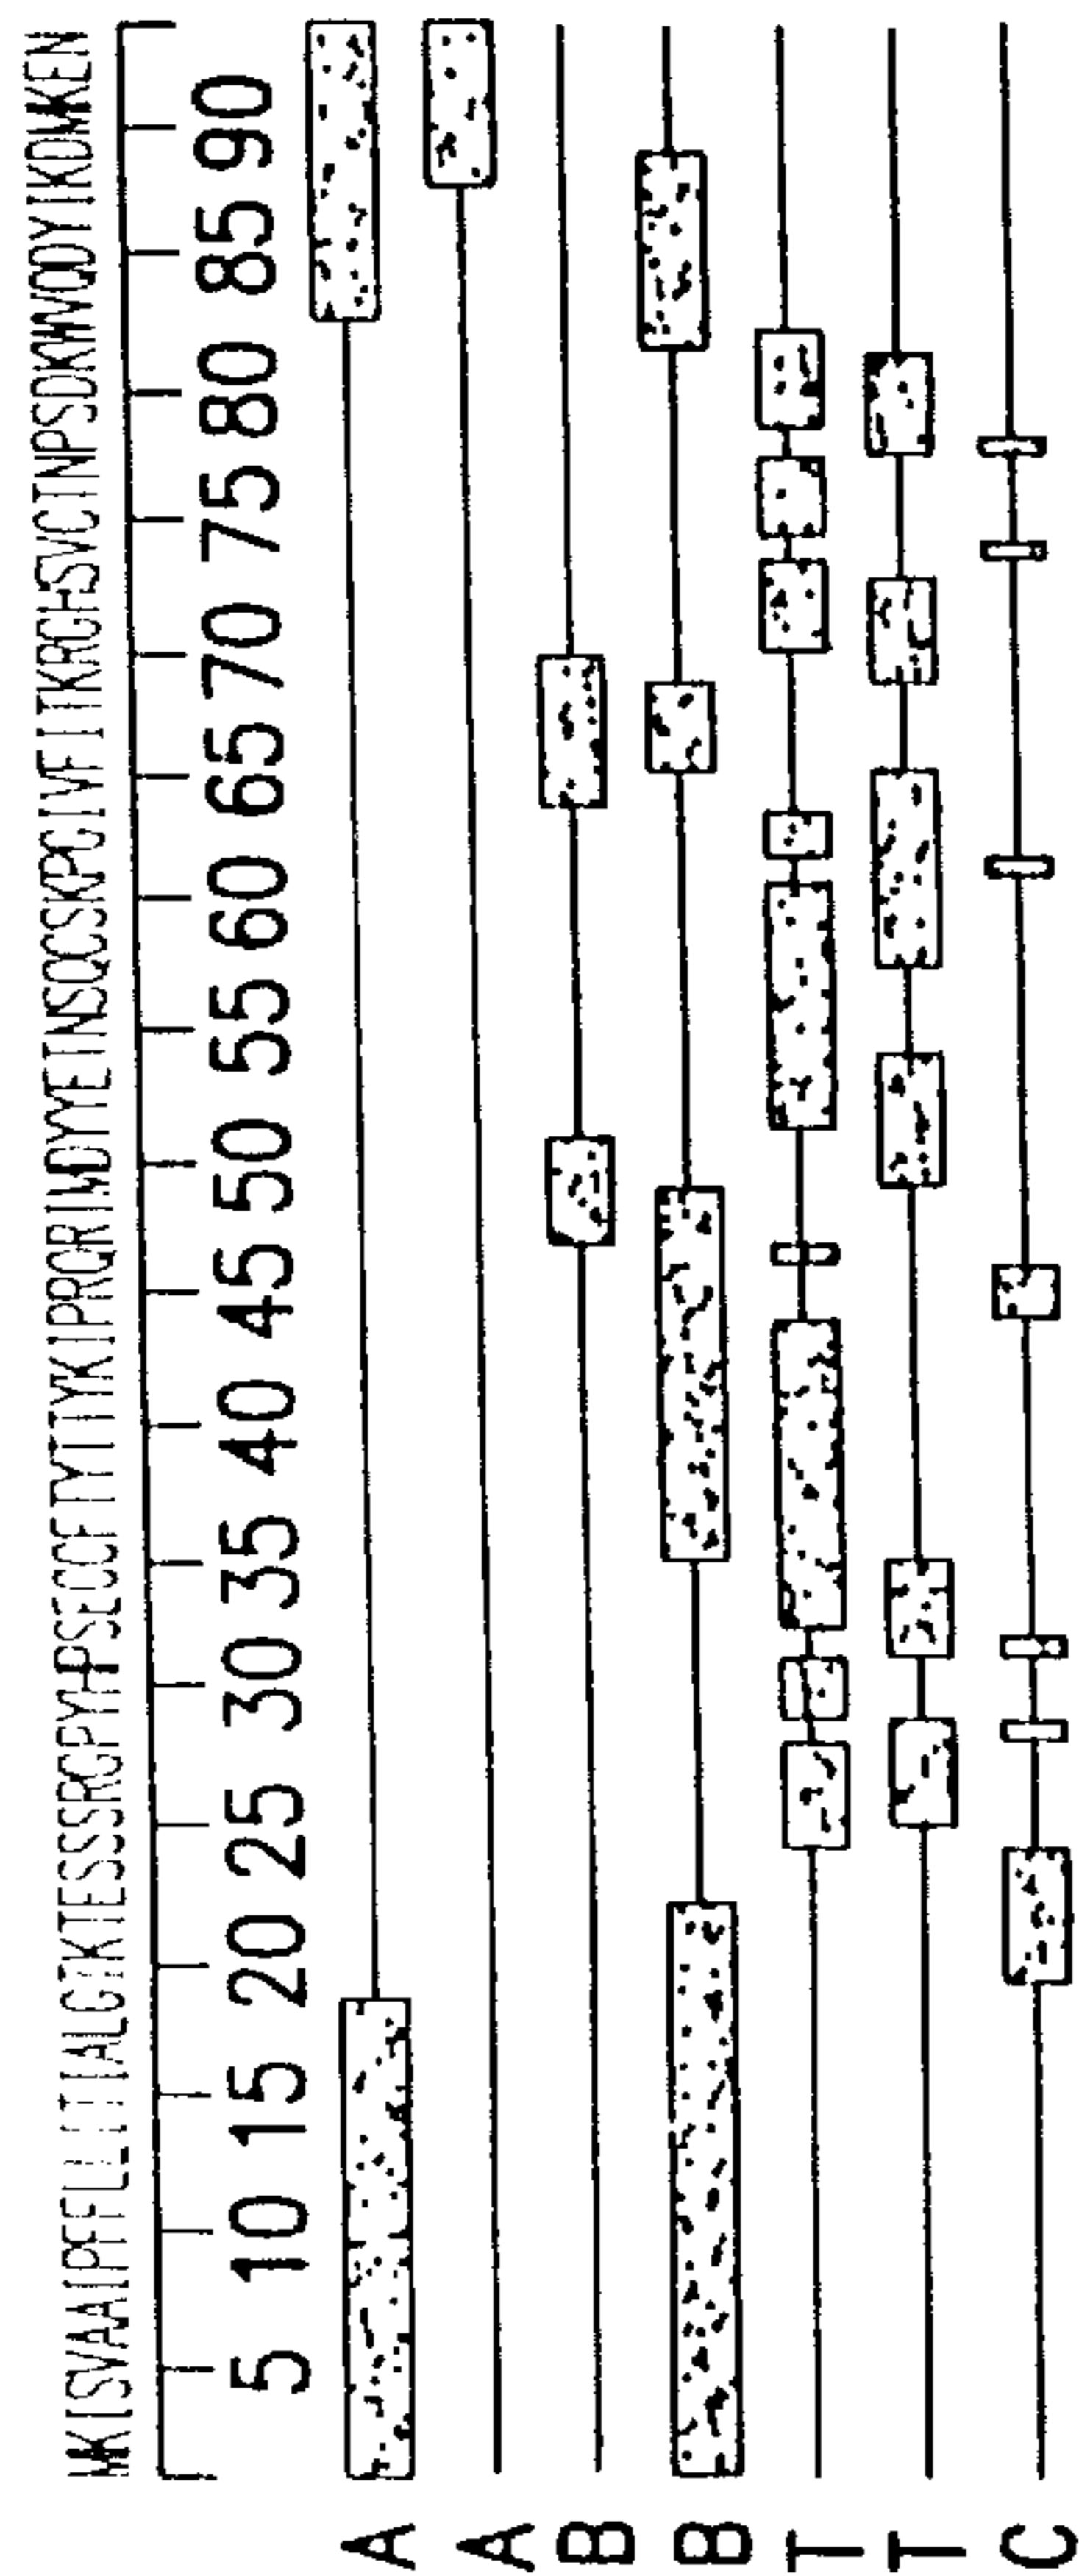 MKISVAAIPFFLLITIALGTKTESSSRGPYHPSECCFTYTTYKIPRQRIMDYYETNSQCSKPGIVFITKRGHSVCTNPSDKWVQDYIKDMKEN
5 10 15 20 25 30 35 40 45 50 55 60 65 70 75 80 85 90
A
A
B
B
T
T
C